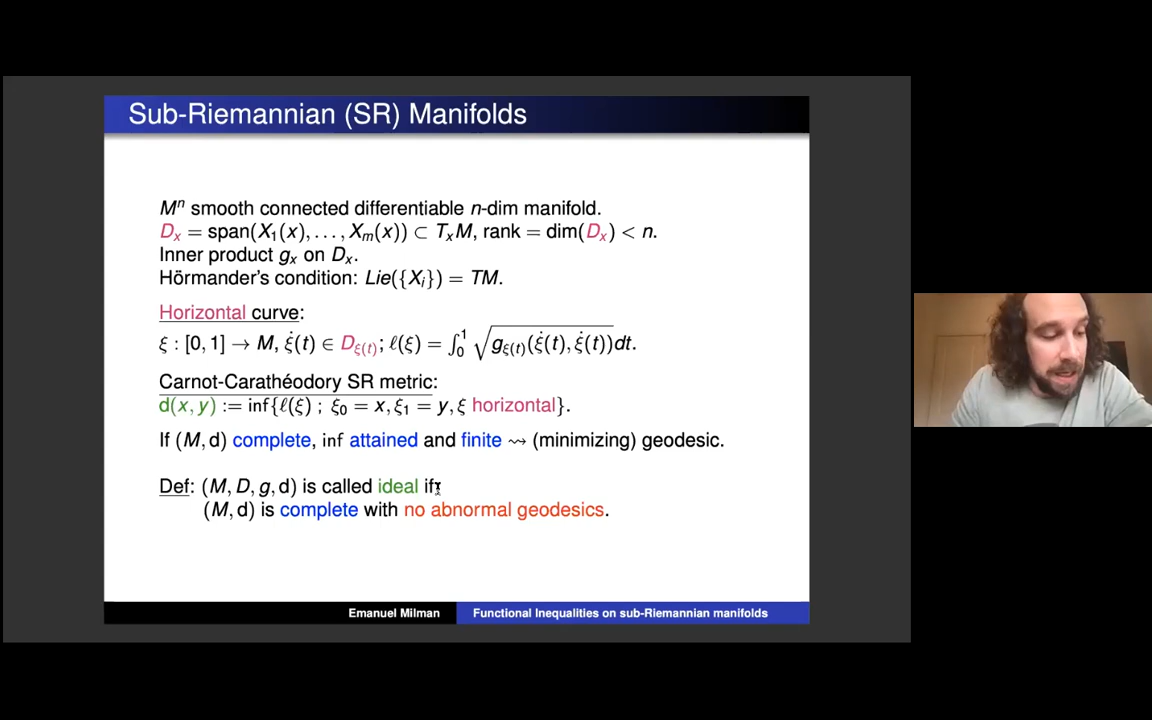 Sub-Riemannian (SR) Manifolds
Mⁿ smooth connected differentiable n-dim manifold.
Dₓ = span(X₁(x), . . . , Xₘ(x)) ⊂ TₓM, rank = dim(Dₓ) < n.
Inner product gₓ on Dₓ.
Hörmander's condition: Lie({Xᵢ}) = TM.
Horizontal curve:
ξ : [0, 1] → M, ξ̇(t) ∈ D_ξ(t); ℓ(ξ) = ∫₀¹ √g_ξ(t)(ξ̇(t), ξ̇(t))dt.
Carnot-Carathéodory SR metric:
d(x, y) := inf{ℓ(ξ) ; ξ₀ = x, ξ₁ = y, ξ horizontal}.
If (M, d) complete, inf attained and finite ⇝ (minimizing) geodesic.
Def: (M, D, g, d) is called ideal if:
(M, d) is complete with no abnormal geodesics.
Emanuel Milman
Functional Inequalities on sub-Riemannian manifolds